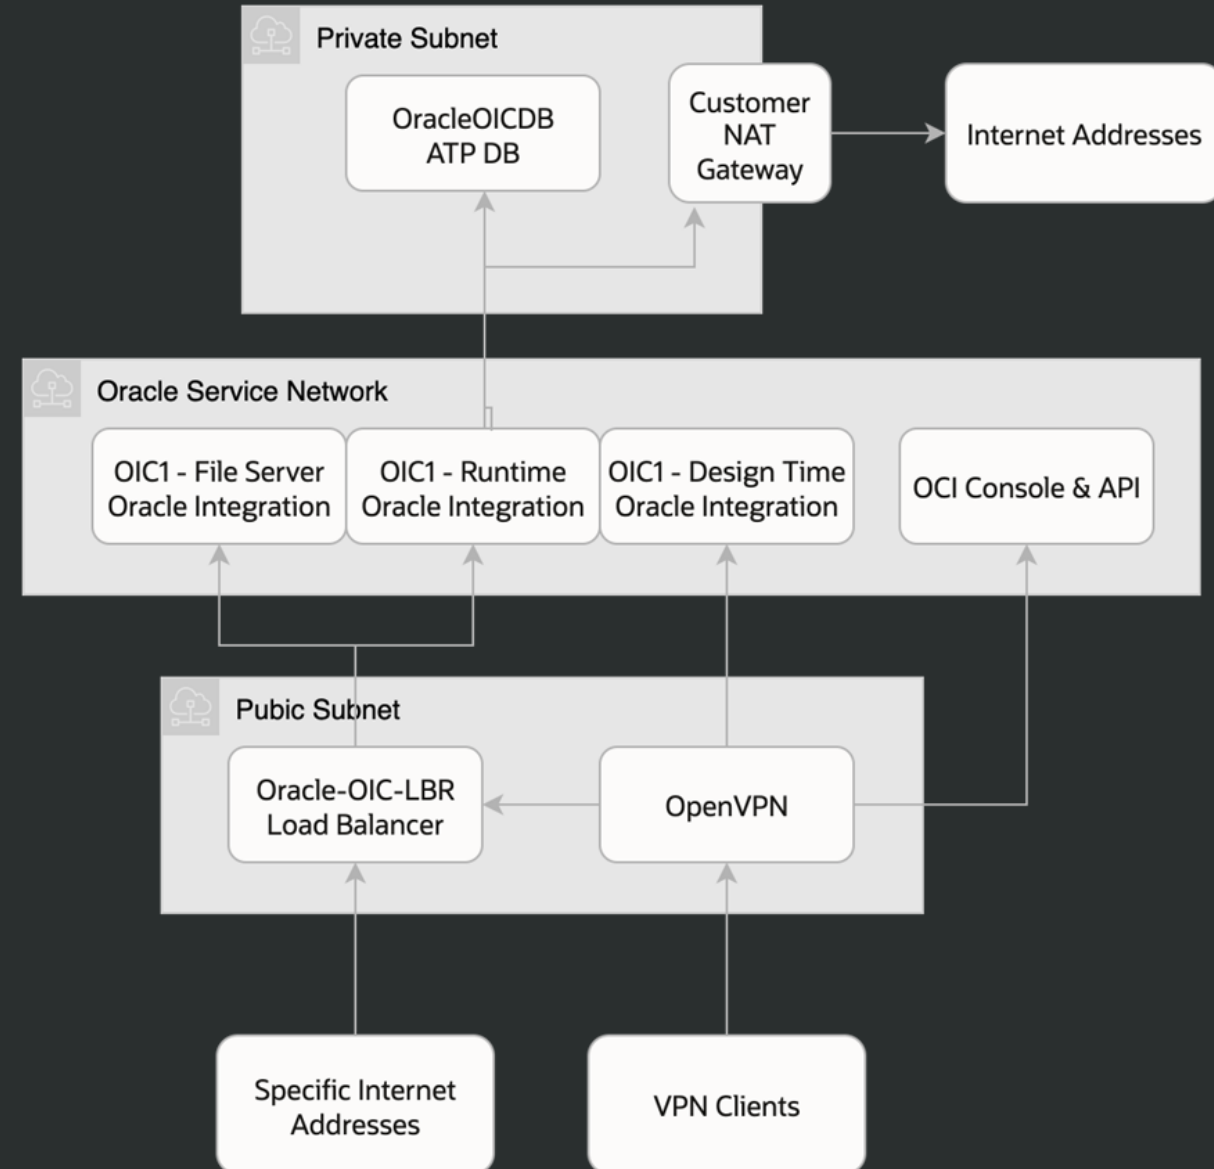 Private Subnet
OracleOICDB
ATP DB
Customer
NAT
Gateway
Internet Addresses
Oracle Service Network
OIC1 - File Server
Oracle Integration
OIC1 - Runtime
Oracle Integration
OIC1 - Design Time
Oracle Integration
OCI Console & API
Pubic Subnet
Oracle-OIC-LBR
Load Balancer
OpenVPN
Specific Internet
Addresses
VPN Clients